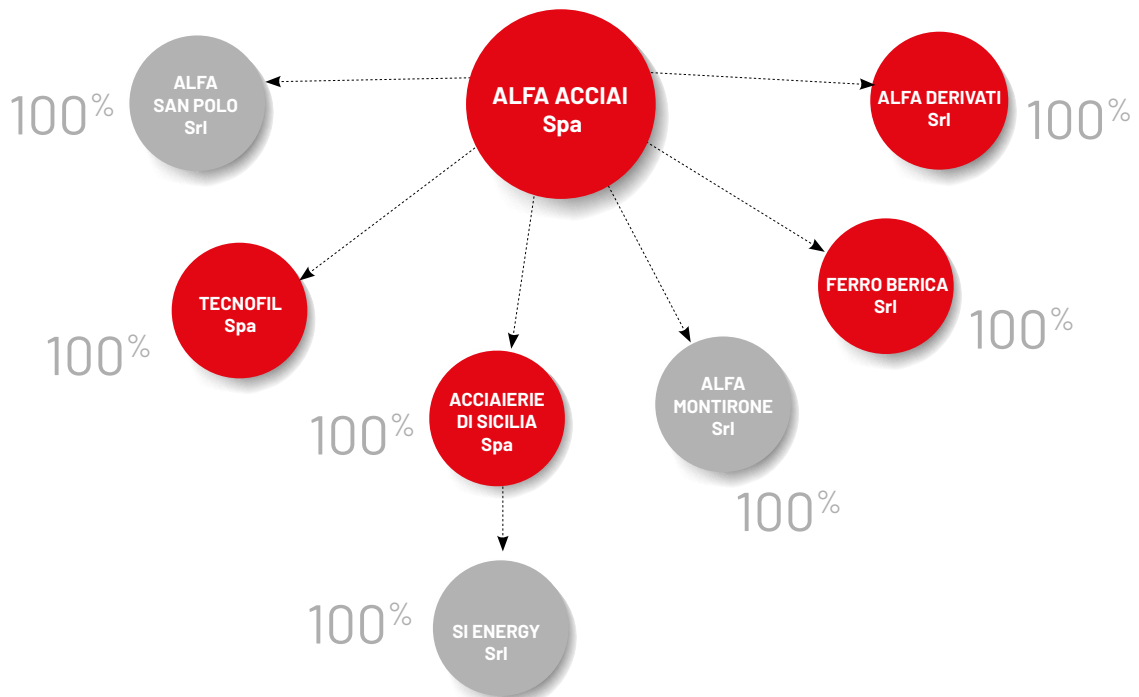 ALFA ACCIAI
Spa
ALFA
SAN POLO
Srl
100%
ALFA DERIVATI
Srl
100%
TECNOFIL
Spa
100%
FERRO BERICA
Srl
100%
ACCIAIERIE
DI SICILIA
Spa
100%
ALFA
MONTIRONE
Srl
100%
SI ENERGY
Srl
100%